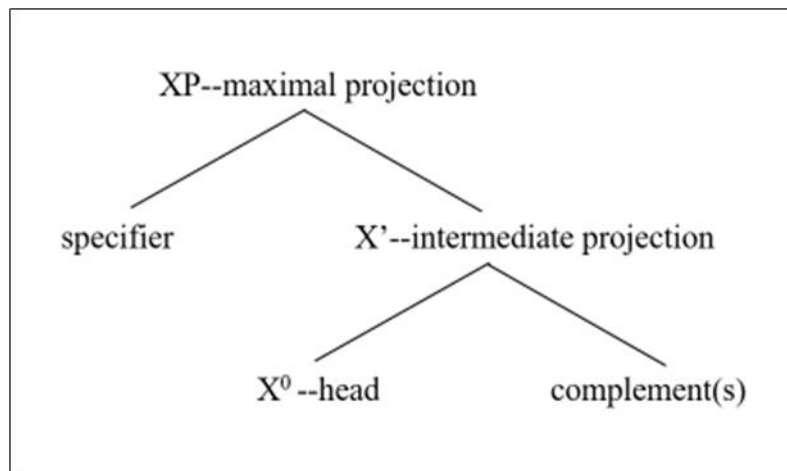 XP--maximal projection
specifier X’--intermediate projection
X⁰ --head complement(s)